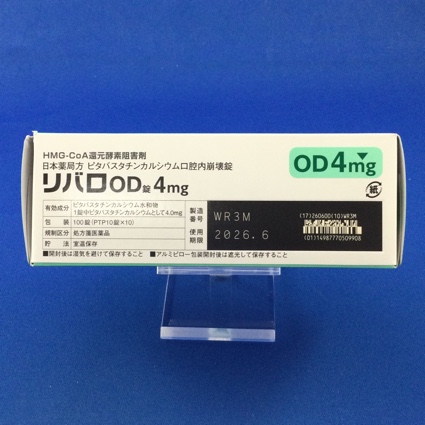 HMG-CoA還元酵素阻害剤
日本薬局方 ピタバスタチンカルシウム口腔内崩壊錠
リバロOD錠4mg
OD4mg
紙
有効成分 ピタバスタチンカルシウム水和物
1錠中ピタバスタチンカルシウムとして4.0mg
包 装 100錠(PTP10錠×10)
規制区分 処方箋医薬品
貯 法 室温保存
製造番号 WR3M
使用期限 2026.6
(17)260600(10)WR3M
(01)14987770509908
■開封後は湿気を避けて保存すること ■アルミピロー包装開封後は遮光して保存すること